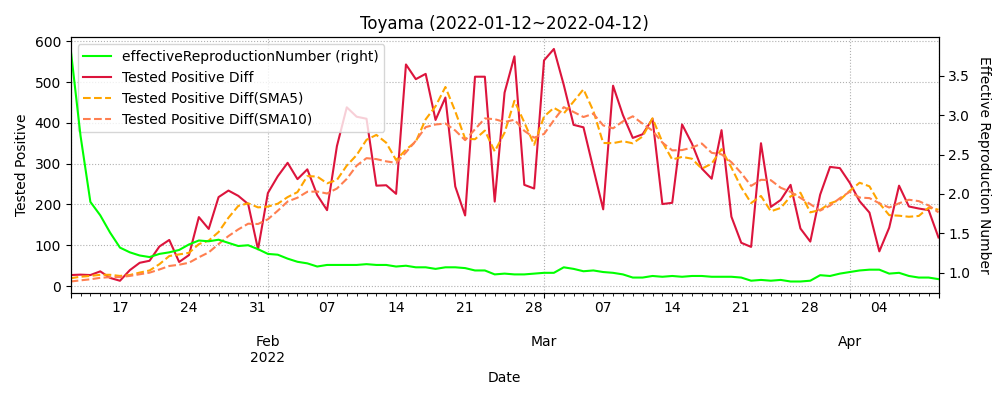 Toyama (2022-01-12~2022-04-12)
effectiveReproductionNumber (right)
Tested Positive Diff
Tested Positive Diff(SMA5)
Tested Positive Diff(SMA10)
Tested Positive
600
500
400
300
200
100
0
3.5
3.0
2.5
2.0
1.5
1.0
Effective Reproduction Number
17 24 31 07 14 21 28 07 14 21 28 04
Feb Mar Apr
2022
Date